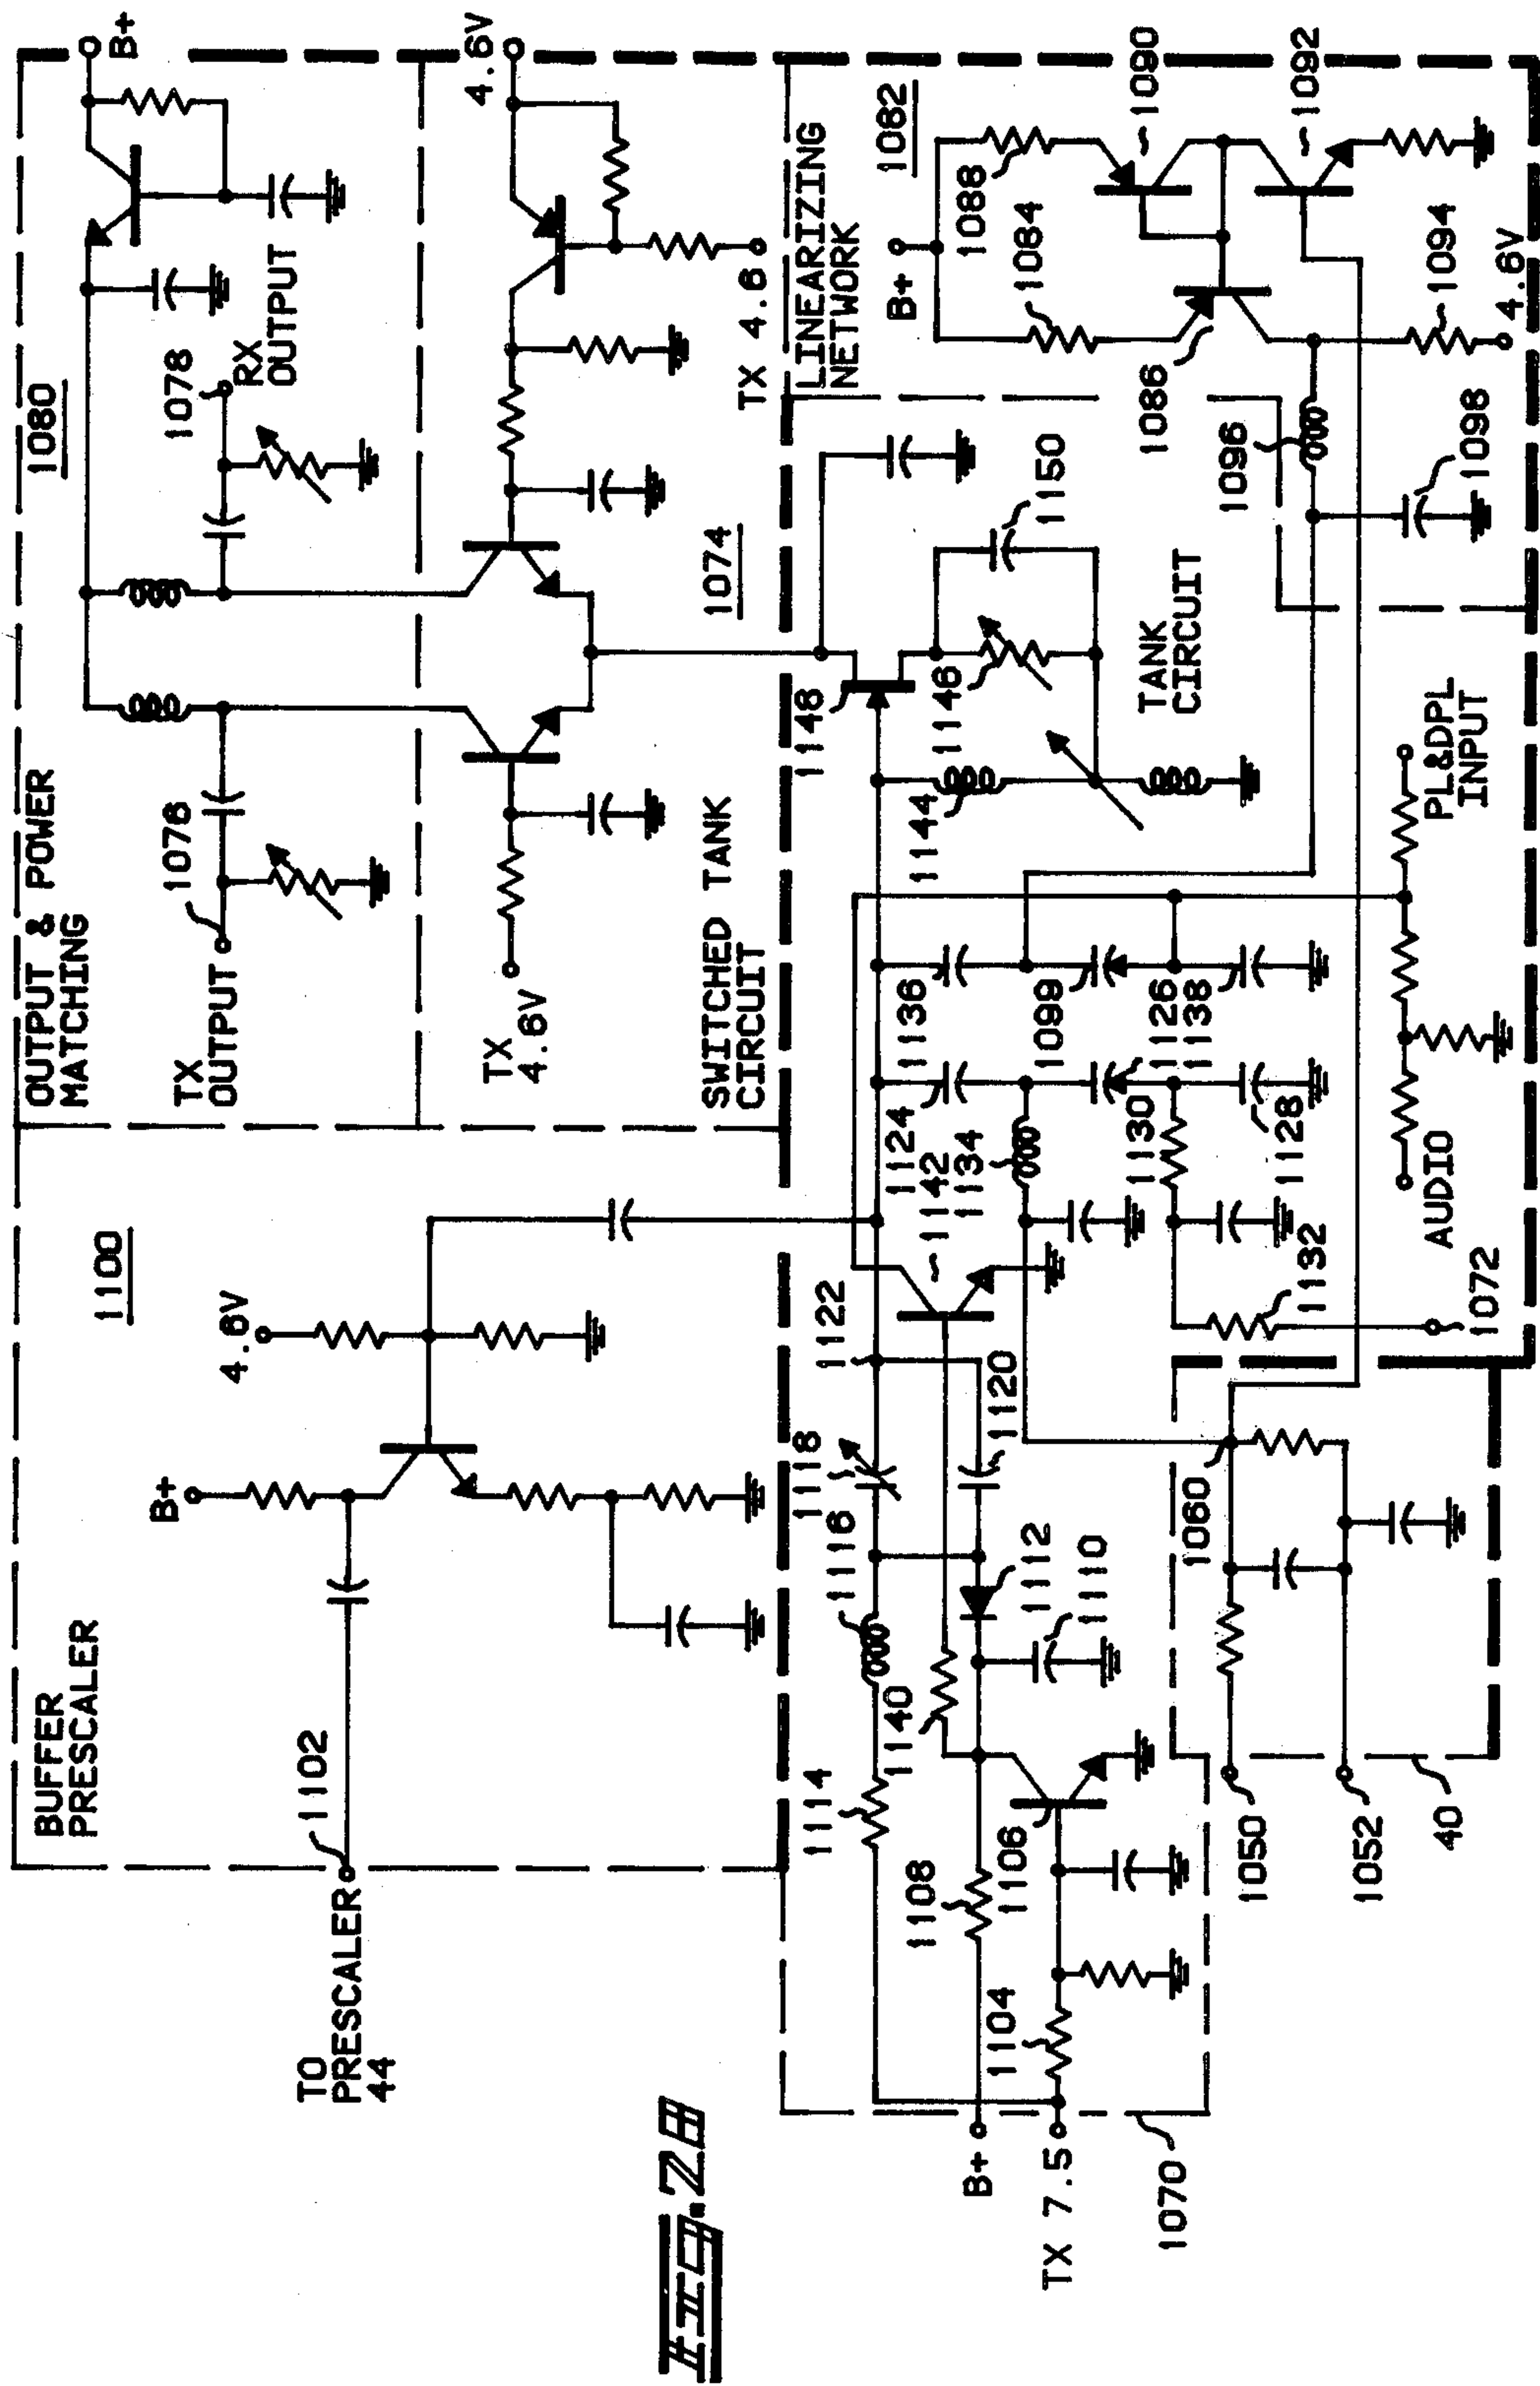 BUFFER
PRESCALER
OUTPUT & POWER
MATCHING
1080
B+
1100
B+
4.6V
TX
OUTPUT
1076
1078
RX
OUTPUT
TO
PRESCALER
44
1102
TX
4.6V
4.6V
SWITCHED TANK
CIRCUIT
1074
TX 4.6
FIG.28
LINEARIZING
NETWORK
1082
B+
1114
1116
1118
1122
1148
1140
1124
1142
1134
1136
1144
1146
1150
1088
1084
1108
1106
1104
1112
1110
1120
1099
1090
B+
TX 7.5
1130
1126
1138
TANK
CIRCUIT
1086
1070
1060
1132
1128
1096
1092
1094
4.6V
1098
1050
1052
40
1072
AUDIO
PL&DPL
INPUT